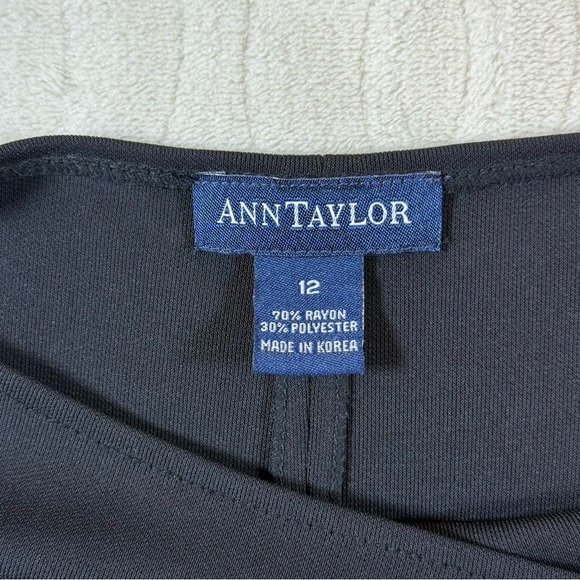 ANNTAYLOR
12
70% RAYON
30% POLYESTER
MADE IN KOREA